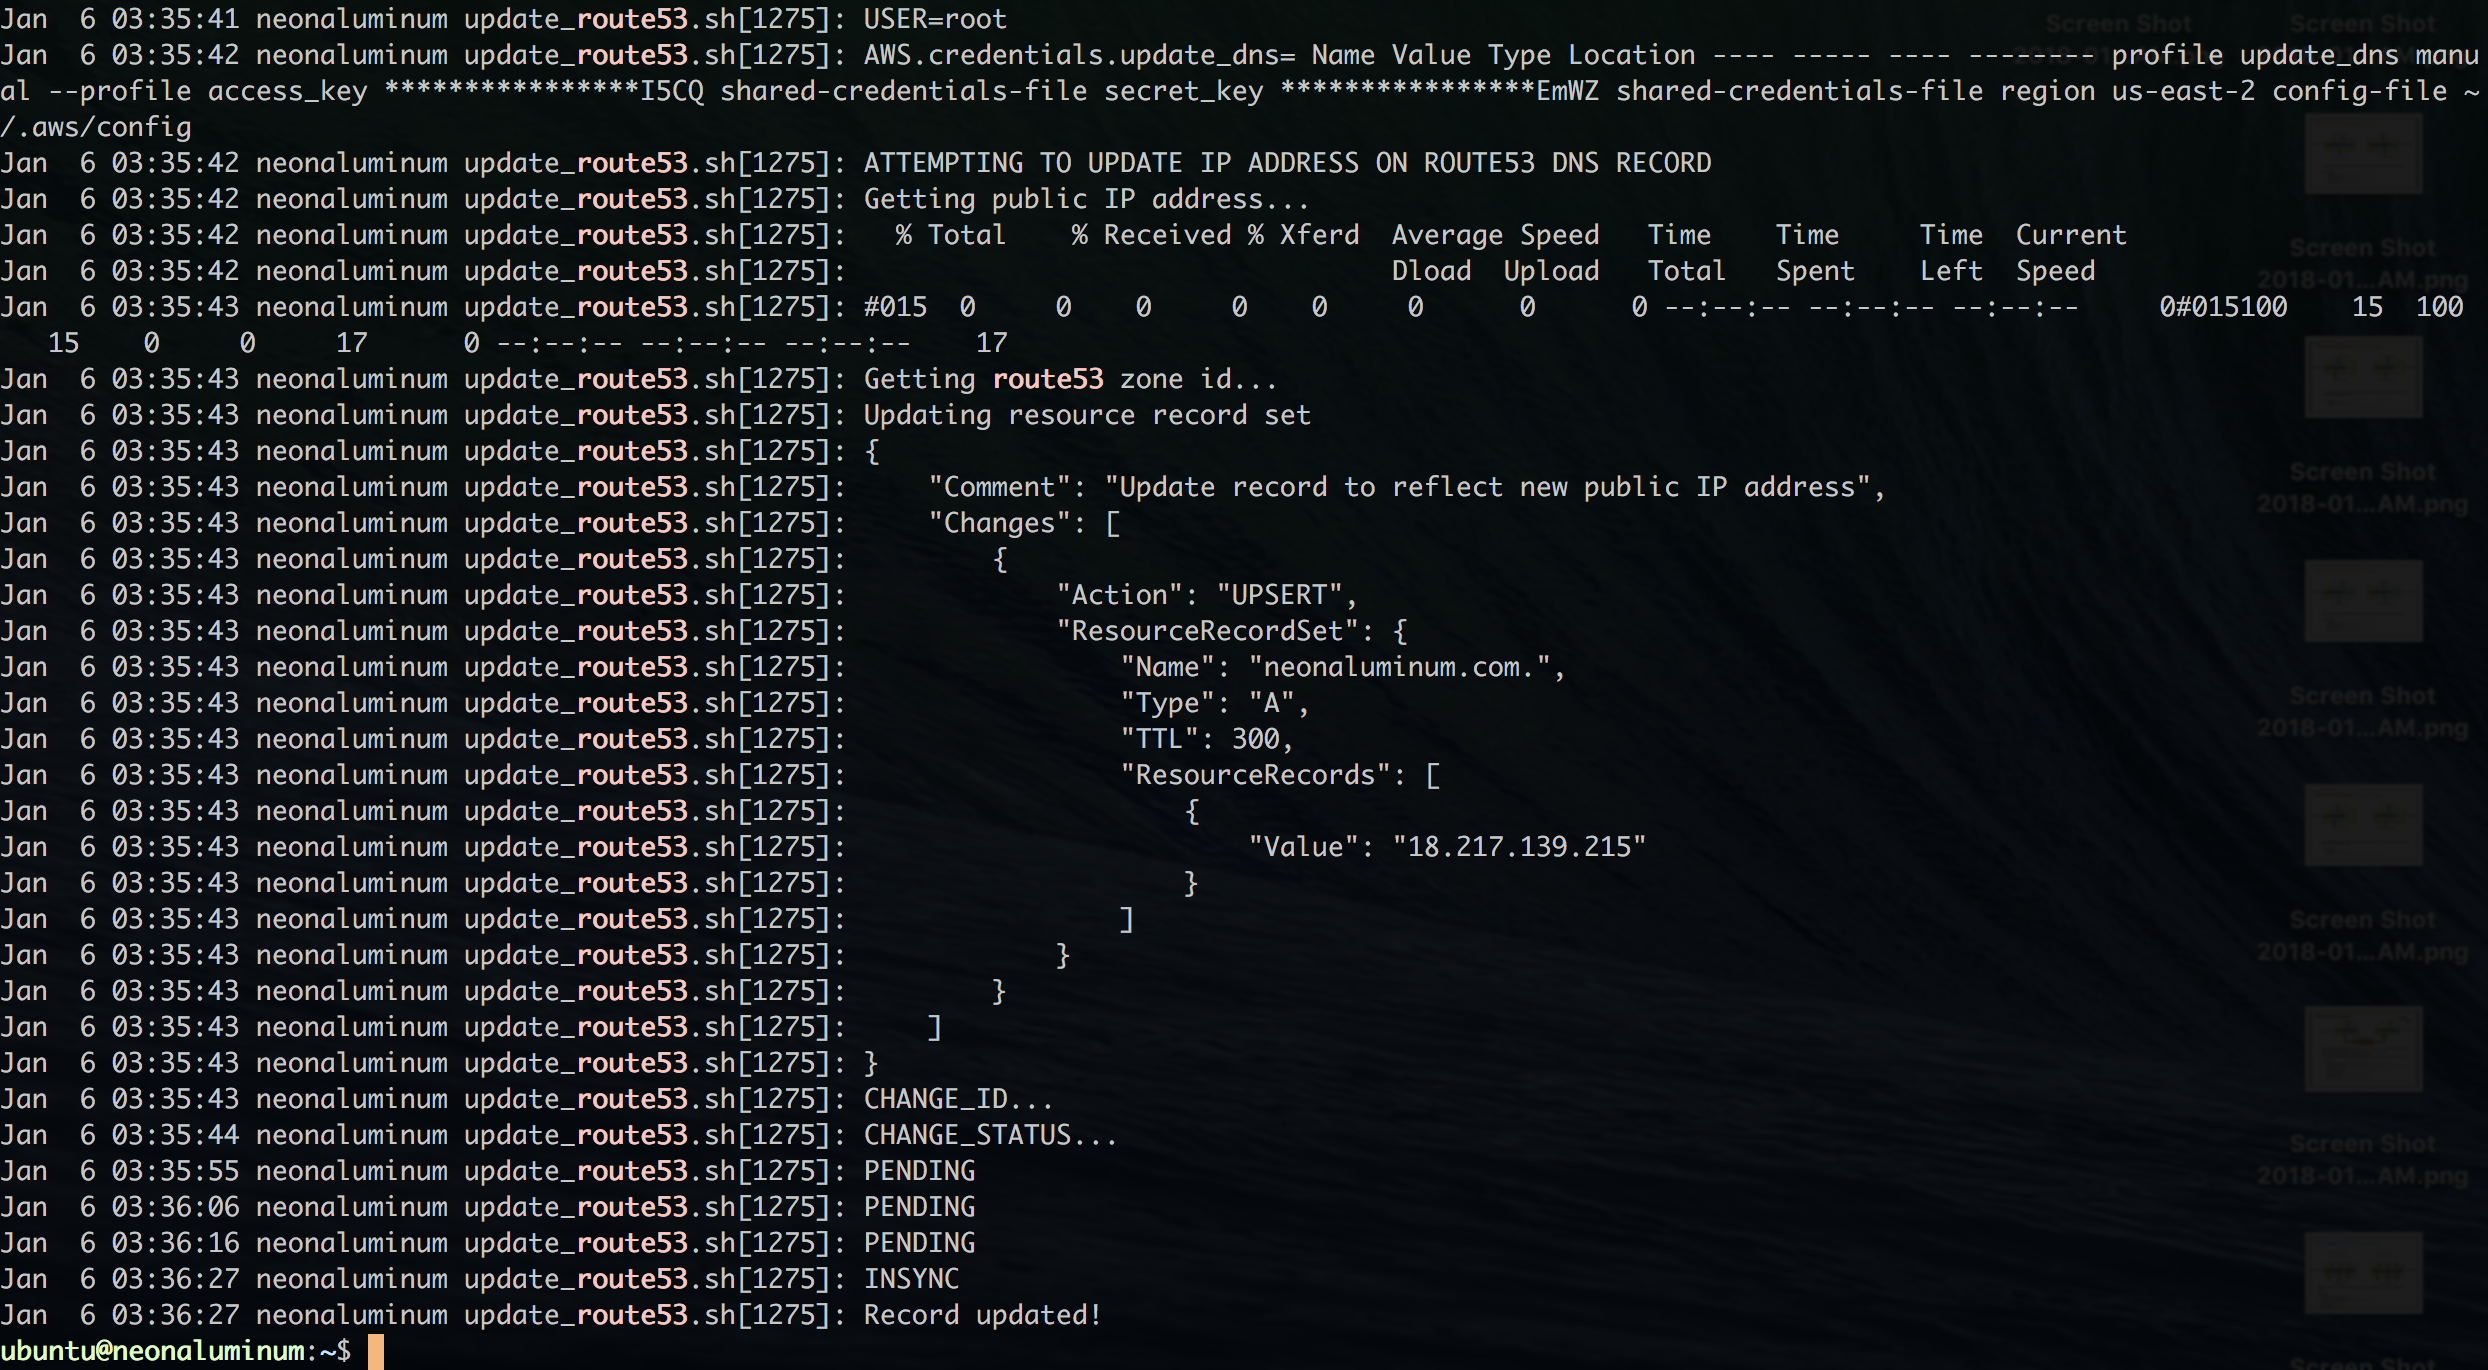 Jan  6 03:35:41 neonaluminum update_route53.sh[1275]: USER=root
Jan  6 03:35:42 neonaluminum update_route53.sh[1275]: AWS.credentials.update_dns= Name Value Type Location ---- ----- ---- -------- profile update_dns manu
al --profile access_key ****************I5CQ shared-credentials-file secret_key ****************EmWZ shared-credentials-file region us-east-2 config-file ~
/.aws/config
Jan  6 03:35:42 neonaluminum update_route53.sh[1275]: ATTEMPTING TO UPDATE IP ADDRESS ON ROUTE53 DNS RECORD
Jan  6 03:35:42 neonaluminum update_route53.sh[1275]: Getting public IP address...
Jan  6 03:35:42 neonaluminum update_route53.sh[1275]:   % Total    % Received % Xferd  Average Speed   Time    Time     Time  Current
Jan  6 03:35:42 neonaluminum update_route53.sh[1275]:                                  Dload  Upload   Total   Spent    Left  Speed
Jan  6 03:35:43 neonaluminum update_route53.sh[1275]: #015  0     0    0     0    0     0      0      0 --:--:-- --:--:-- --:--:--     0#015100    15  100
   15    0     0     17      0 --:--:-- --:--:-- --:--:--    17
Jan  6 03:35:43 neonaluminum update_route53.sh[1275]: Getting route53 zone id...
Jan  6 03:35:43 neonaluminum update_route53.sh[1275]: Updating resource record set
Jan  6 03:35:43 neonaluminum update_route53.sh[1275]: {
Jan  6 03:35:43 neonaluminum update_route53.sh[1275]:     "Comment": "Update record to reflect new public IP address",
Jan  6 03:35:43 neonaluminum update_route53.sh[1275]:     "Changes": [
Jan  6 03:35:43 neonaluminum update_route53.sh[1275]:         {
Jan  6 03:35:43 neonaluminum update_route53.sh[1275]:             "Action": "UPSERT",
Jan  6 03:35:43 neonaluminum update_route53.sh[1275]:             "ResourceRecordSet": {
Jan  6 03:35:43 neonaluminum update_route53.sh[1275]:                 "Name": "neonaluminum.com.",
Jan  6 03:35:43 neonaluminum update_route53.sh[1275]:                 "Type": "A",
Jan  6 03:35:43 neonaluminum update_route53.sh[1275]:                 "TTL": 300,
Jan  6 03:35:43 neonaluminum update_route53.sh[1275]:                 "ResourceRecords": [
Jan  6 03:35:43 neonaluminum update_route53.sh[1275]:                     {
Jan  6 03:35:43 neonaluminum update_route53.sh[1275]:                         "Value": "18.217.139.215"
Jan  6 03:35:43 neonaluminum update_route53.sh[1275]:                     }
Jan  6 03:35:43 neonaluminum update_route53.sh[1275]:                 ]
Jan  6 03:35:43 neonaluminum update_route53.sh[1275]:             }
Jan  6 03:35:43 neonaluminum update_route53.sh[1275]:         }
Jan  6 03:35:43 neonaluminum update_route53.sh[1275]:     ]
Jan  6 03:35:43 neonaluminum update_route53.sh[1275]: }
Jan  6 03:35:43 neonaluminum update_route53.sh[1275]: CHANGE_ID...
Jan  6 03:35:44 neonaluminum update_route53.sh[1275]: CHANGE_STATUS...
Jan  6 03:35:55 neonaluminum update_route53.sh[1275]: PENDING
Jan  6 03:36:06 neonaluminum update_route53.sh[1275]: PENDING
Jan  6 03:36:16 neonaluminum update_route53.sh[1275]: PENDING
Jan  6 03:36:27 neonaluminum update_route53.sh[1275]: INSYNC
Jan  6 03:36:27 neonaluminum update_route53.sh[1275]: Record updated!
ubuntu@neonaluminum:~$
Screen Shot
Screen Shot
Screen Shot
2018-01...AM.png
Screen Shot
2018-01...AM.png
Screen Shot
2018-01...AM.png
Screen Shot
2018-01...AM.png
Screen Shot
2018-01...AM.png